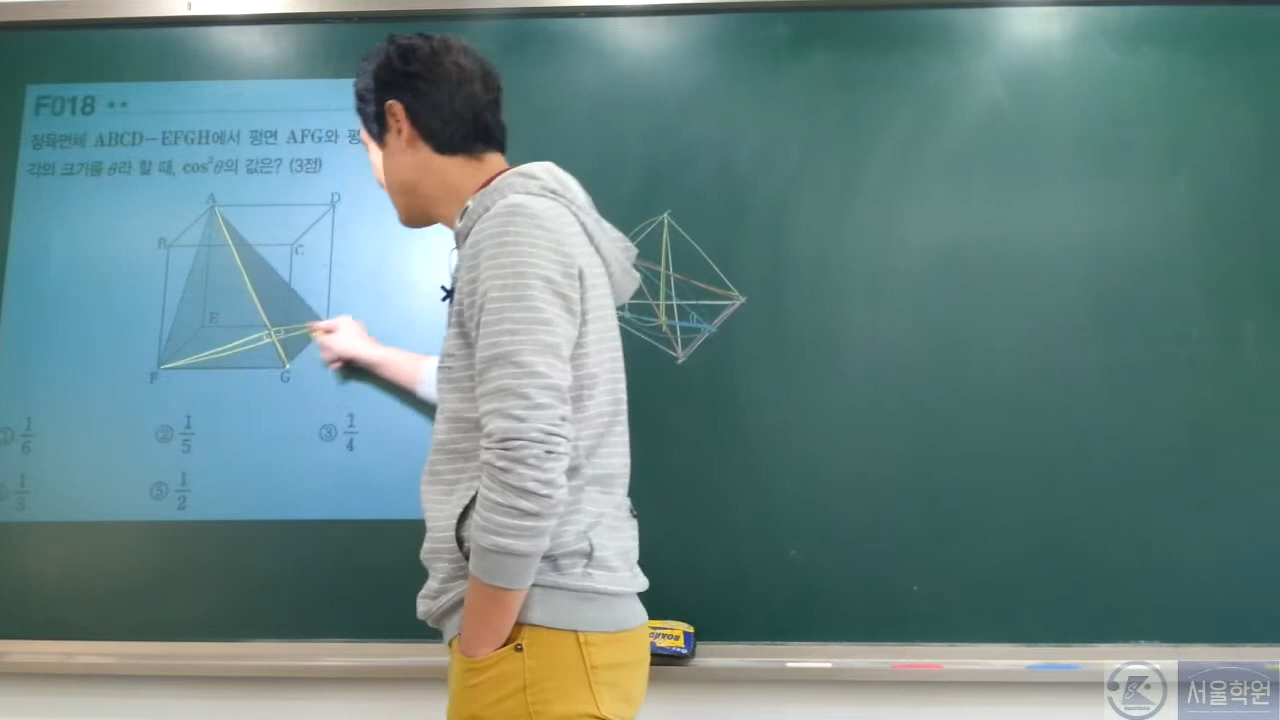 F018 **
정육면체 ABCD-EFGH에서 평면 AFG와 평
각의 크기를 θ라 할 때, cos²θ의 값은? (3점)
A
D
B
C
E
F
G
① 1/6
② 1/5
③ 1/4
1/3
⑤ 1/2
BOARD
서울학원